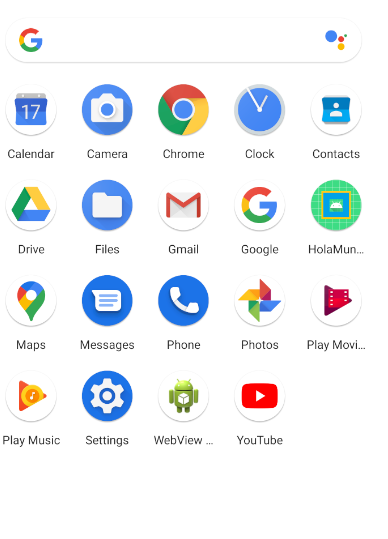 17
Calendar Camera Chrome Clock Contacts
Drive Files Gmail Google HolaMun...
Maps Messages Phone Photos Play Movi...
Play Music Settings WebView ... YouTube